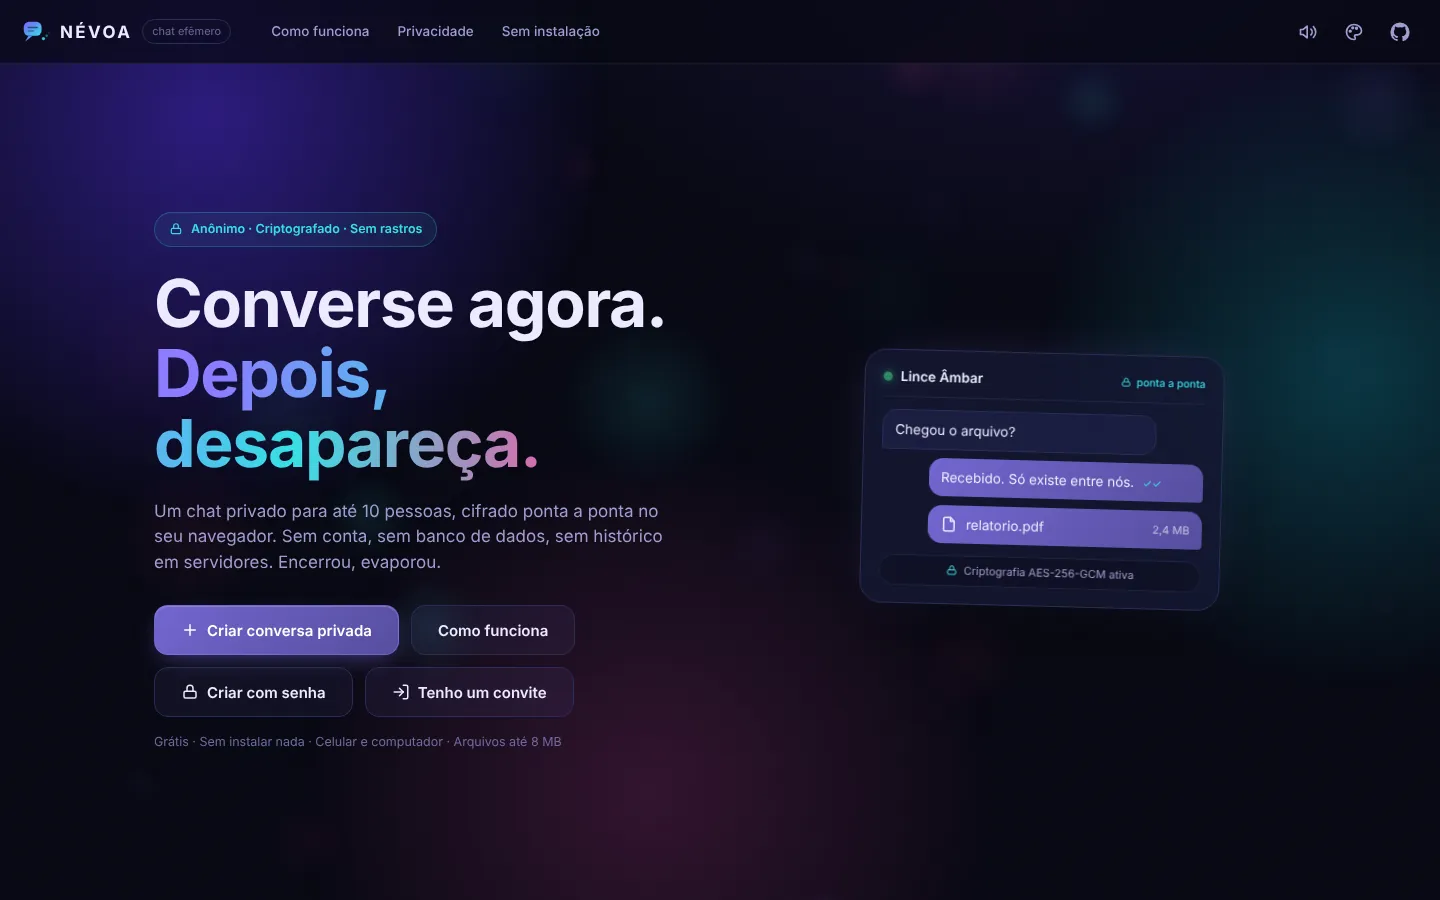 NÉVOA
chat efêmero
Como funciona
Privacidade
Sem instalação
Anônimo · Criptografado · Sem rastros
Converse agora.
Depois,
desapareça.
Um chat privado para até 10 pessoas, cifrado ponta a ponta no
seu navegador. Sem conta, sem banco de dados, sem histórico
em servidores. Encerrou, evaporou.
Criar conversa privada
Como funciona
Criar com senha
Tenho um convite
Grátis · Sem instalar nada · Celular e computador · Arquivos até 8 MB
Lince Âmbar
ponta a ponta
Chegou o arquivo?
Recebido. Só existe entre nós.
relatorio.pdf
2,4 MB
Criptografia AES-256-GCM ativa